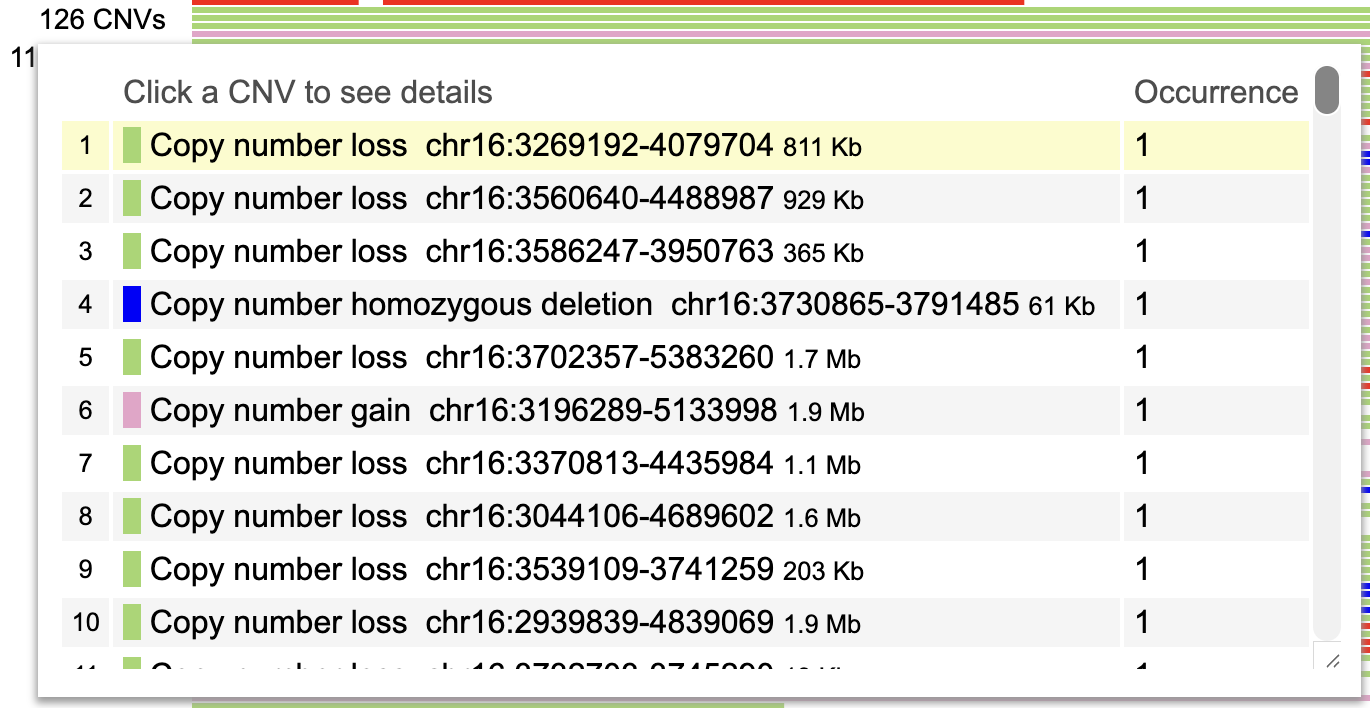 126 CNVs
11
Click a CNV to see details Occurrence
1 Copy number loss chr16:3269192-4079704 811 Kb 1
2 Copy number loss chr16:3560640-4488987 929 Kb 1
3 Copy number loss chr16:3586247-3950763 365 Kb 1
4 Copy number homozygous deletion chr16:3730865-3791485 61 Kb 1
5 Copy number loss chr16:3702357-5383260 1.7 Mb 1
6 Copy number gain chr16:3196289-5133998 1.9 Mb 1
7 Copy number loss chr16:3370813-4435984 1.1 Mb 1
8 Copy number loss chr16:3044106-4689602 1.6 Mb 1
9 Copy number loss chr16:3539109-3741259 203 Kb 1
10 Copy number loss chr16:2939839-4839069 1.9 Mb 1
11 Copy number loss 1